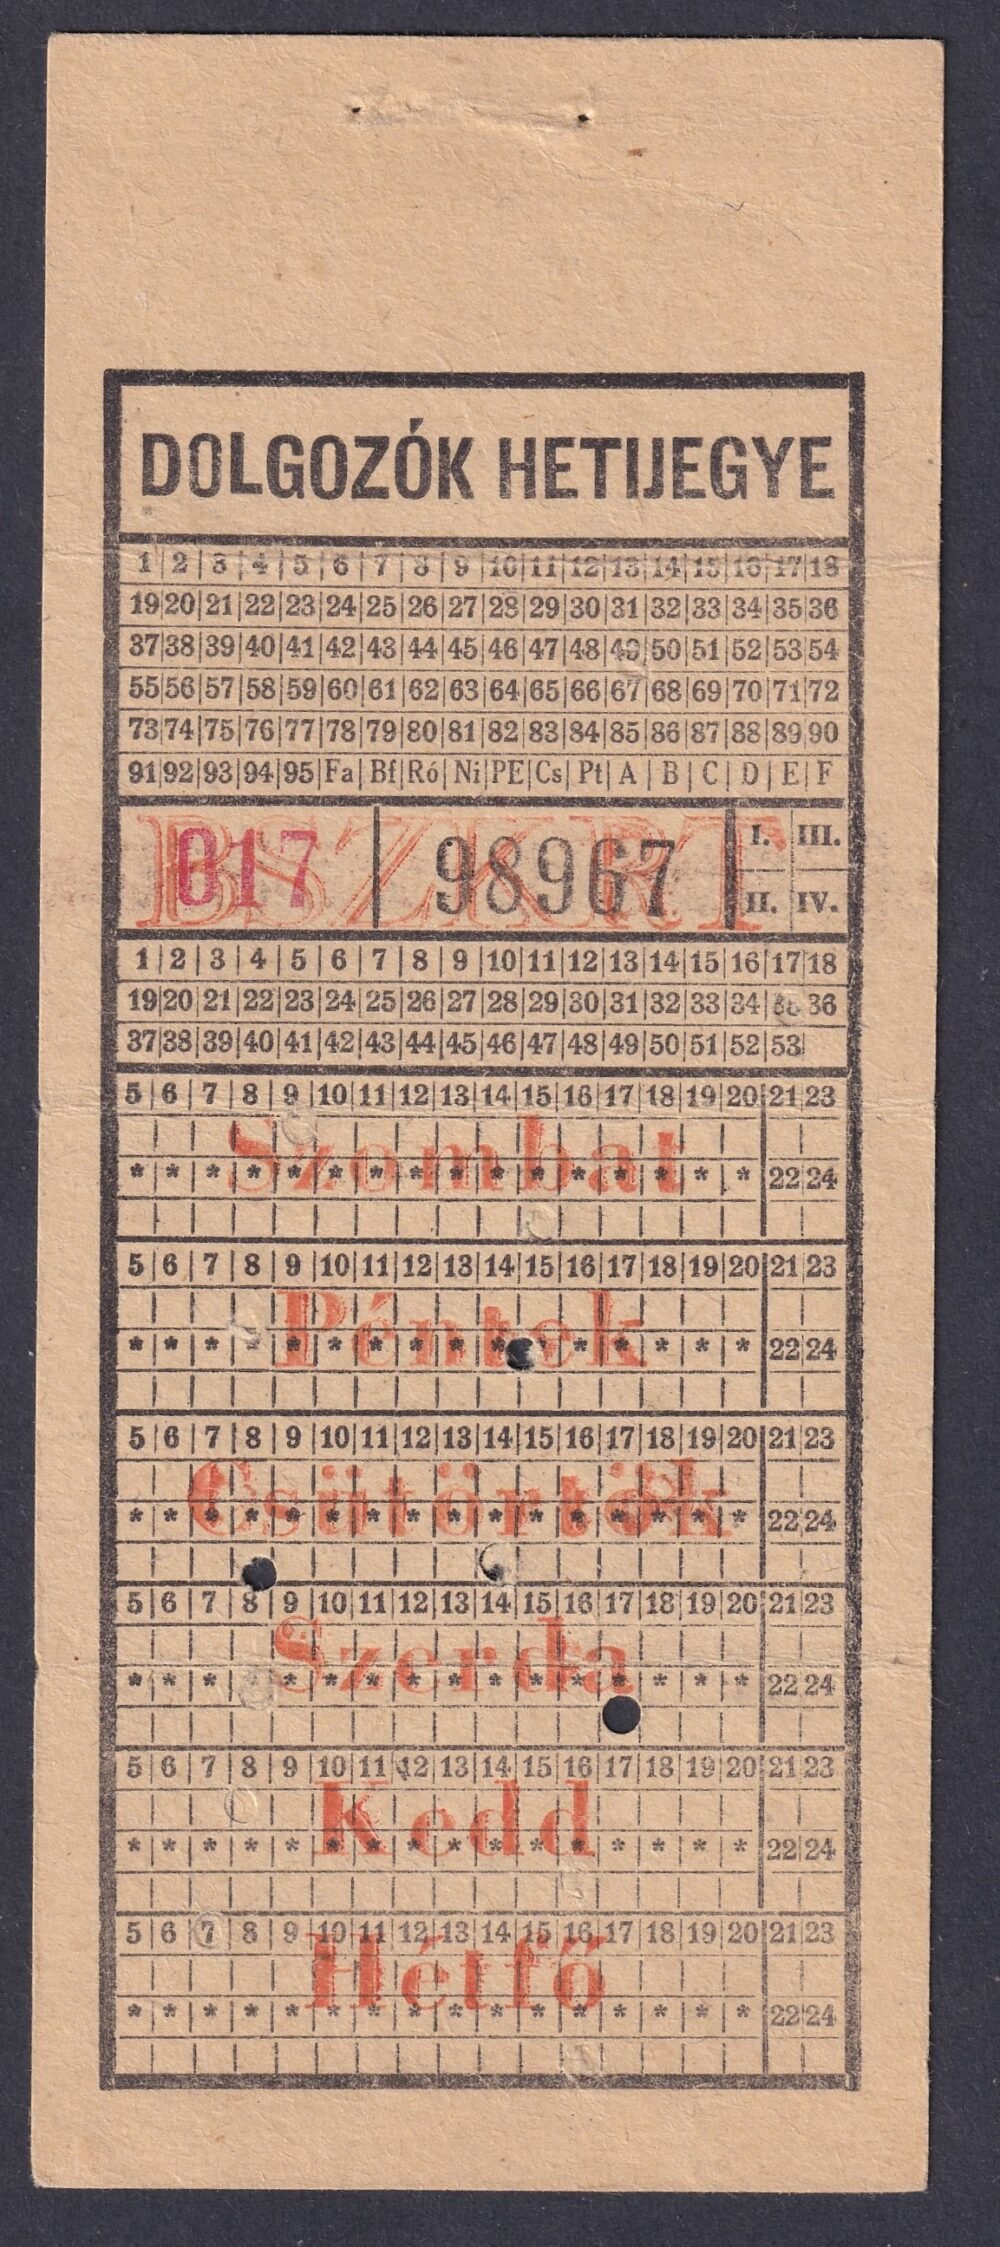 DOLGOZÓK HETIJEGYE
1 2 3 4 5 6 7 8 9 10 11 12 13 14 15 16 17 18
19 20 21 22 23 24 25 26 27 28 29 30 31 32 33 34 35 36
37 38 39 40 41 42 43 44 45 46 47 48 49 50 51 52 53 54
55 56 57 58 59 60 61 62 63 64 65 66 67 68 69 70 71 72
73 74 75 76 77 78 79 80 81 82 83 84 85 86 87 88 89 90
91 92 93 94 95 Fa Bf Ró Ni PE Cs Pt A B C D E F
BSZKRT
017 98967 I. III.
II. IV.
1 2 3 4 5 6 7 8 9 10 11 12 13 14 15 16 17 18
19 20 21 22 23 24 25 26 27 28 29 30 31 32 33 34 35 36
37 38 39 40 41 42 43 44 45 46 47 48 49 50 51 52 53
5 6 7 8 9 10 11 12 13 14 15 16 17 18 19 20 21 23
Szombat
* * * * * * * * * * * * * * * * 22 24
5 6 7 8 9 10 11 12 13 14 15 16 17 18 19 20 21 23
Péntek
* * * * * * * * * * * * * * * * 22 24
5 6 7 8 9 10 11 12 13 14 15 16 17 18 19 20 21 23
Csütörtök
* * * * * * * * * * * * * * * * 22 24
5 6 7 8 9 10 11 12 13 14 15 16 17 18 19 20 21 23
Szerda
* * * * * * * * * * * * * * * * 22 24
5 6 7 8 9 10 11 12 13 14 15 16 17 18 19 20 21 23
Kedd
* * * * * * * * * * * * * * * * 22 24
5 6 7 8 9 10 11 12 13 14 15 16 17 18 19 20 21 23
Hétfő
* * * * * * * * * * * * * * * * 22 24